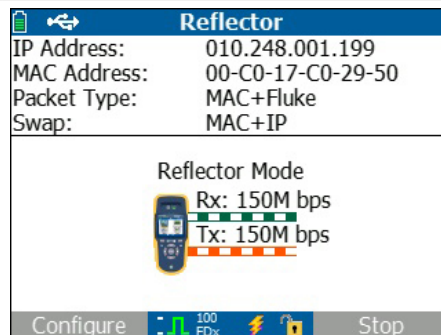 Reflector
IP Address: 010.248.001.199
MAC Address: 00-C0-17-C0-29-50
Packet Type: MAC+Fluke
Swap: MAC+IP
Reflector Mode
Rx: 150M bps
Tx: 150M bps
Configure 100 FDx Stop